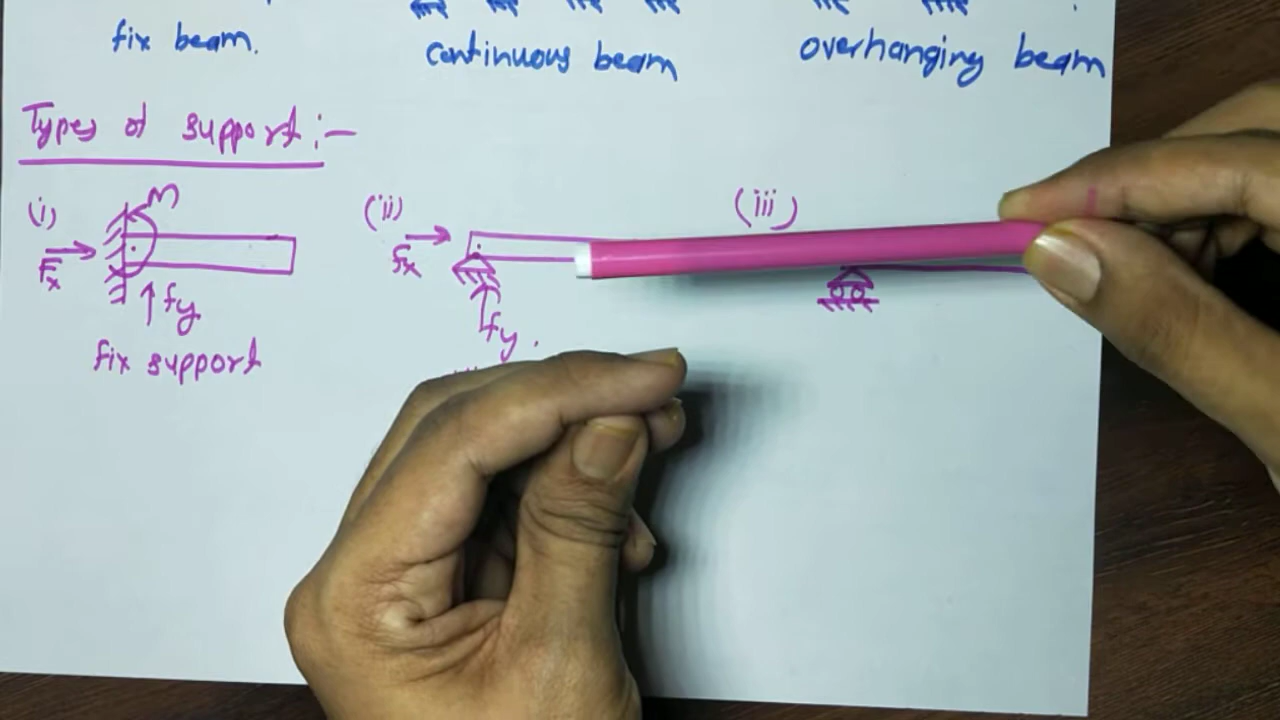 fix beam.
continuous beam
overhanging beam
Types of support :-
(i)
M
Fx
fy
fix support
(ii)
fx
fy.
(iii)